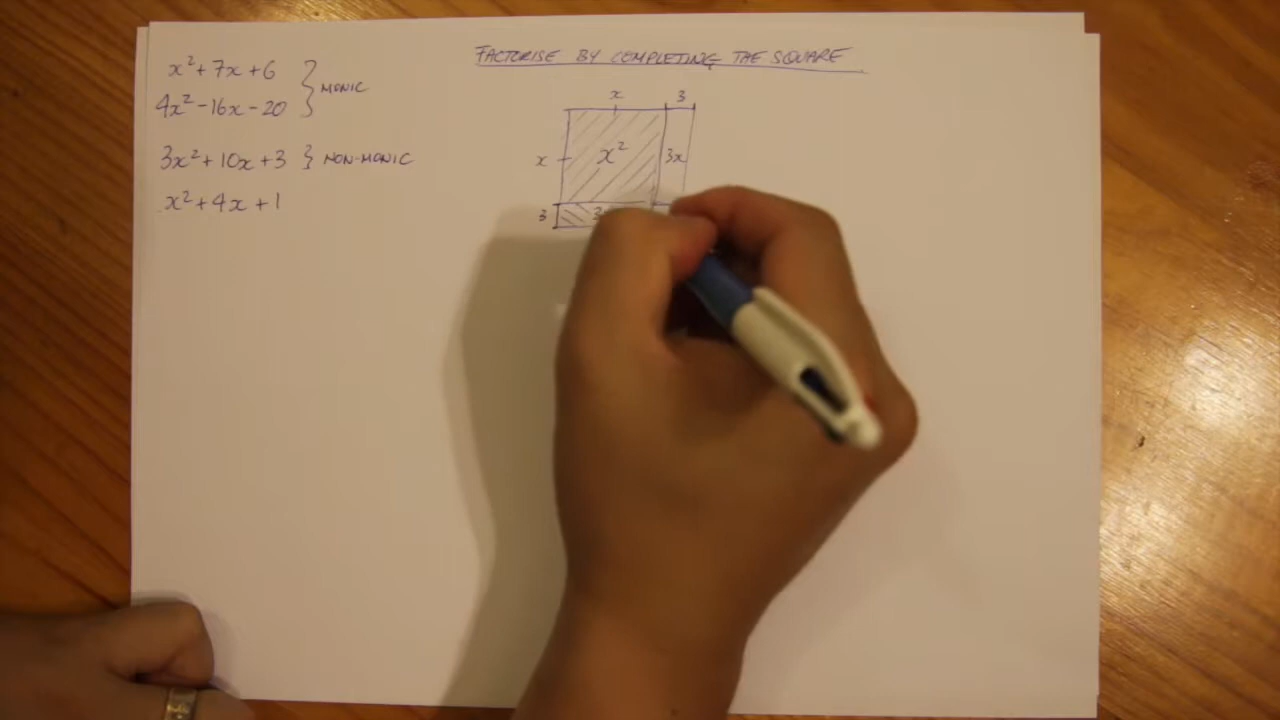 FACTORISE BY COMPLETING THE SQUARE
x²+7x+6 } MONIC
4x²-16x-20
3x²+10x+3 } NON-MONIC
x²+4x+1
x 3
x x² 3x
3 3